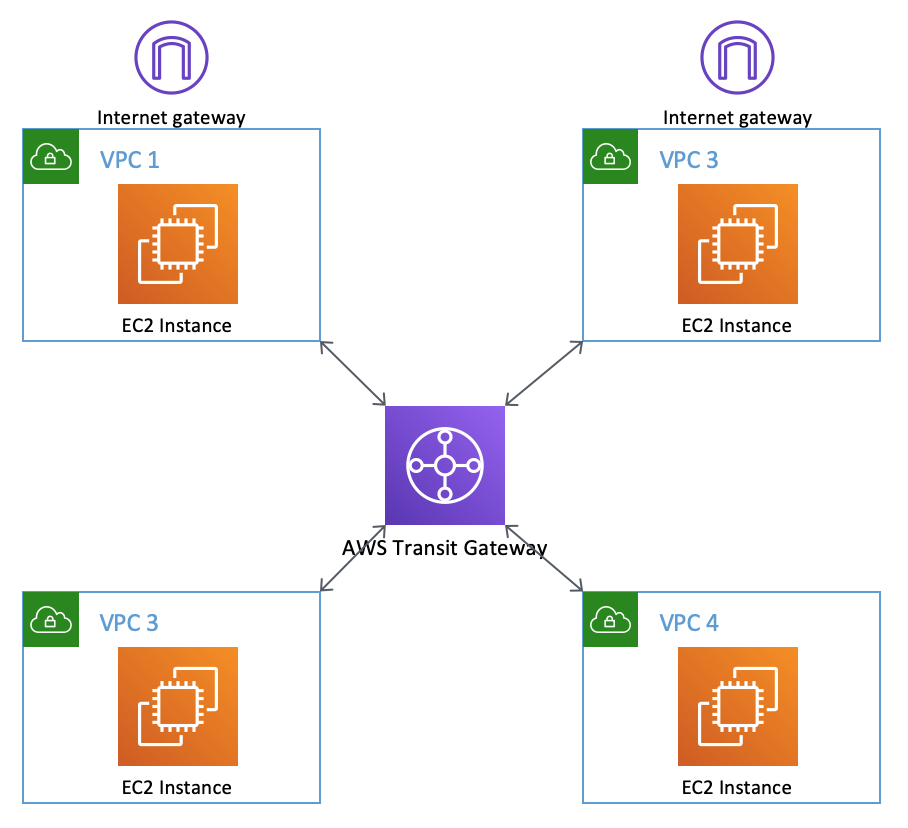 Internet gateway
Internet gateway
VPC 1
VPC 3
EC2 Instance
EC2 Instance
AWS Transit Gateway
VPC 3
VPC 4
EC2 Instance
EC2 Instance